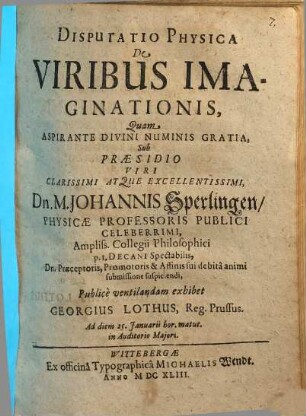 7.
DISPUTATIO PHYSICA
De
VIRIBUS IMA-
GINATIONIS,
Quam
ASPIRANTE DIVINI NUMINIS GRATIA,
Sub
PRÆSIDIO
VIRI
CLARISSIMI ATQUE EXCELLENTISSIMI,
DN. M. JOHANNIS Sperlingen/
PHYSICÆ PROFESSORIS PUBLICI
CELEBERRIMI,
Ampliss. Collegii Philosophici
p.t. DECANI Spectabilis,
Dn. Præceptoris, Promotoris & Affinis sui debitâ animi
submissione suspiciendi,
Publicè ventilandam exhibet
GEORGIUS LOTHUS, Reg. Prussus.
Ad diem 25. Januarii hor. matut.
in Auditorio Majori.
WITTEBERGÆ
Ex officinâ Typographicâ MICHAELIS Wendt.
ANNO M DC XLIII.